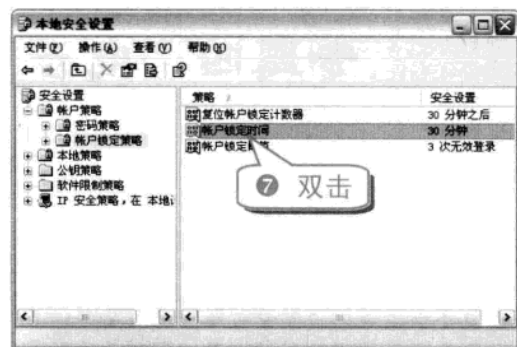 本地安全设置
文件(F) 操作(A) 查看(V) 帮助(H)
安全设置
帐户策略
密码策略
帐户锁定策略
本地策略
公钥策略
软件限制策略
IP 安全策略，在 本地
策略 安全设置
复位帐户锁定计数器 30 分钟之后
帐户锁定时间 30 分钟
帐户锁定 3 次无效登录
7 双击